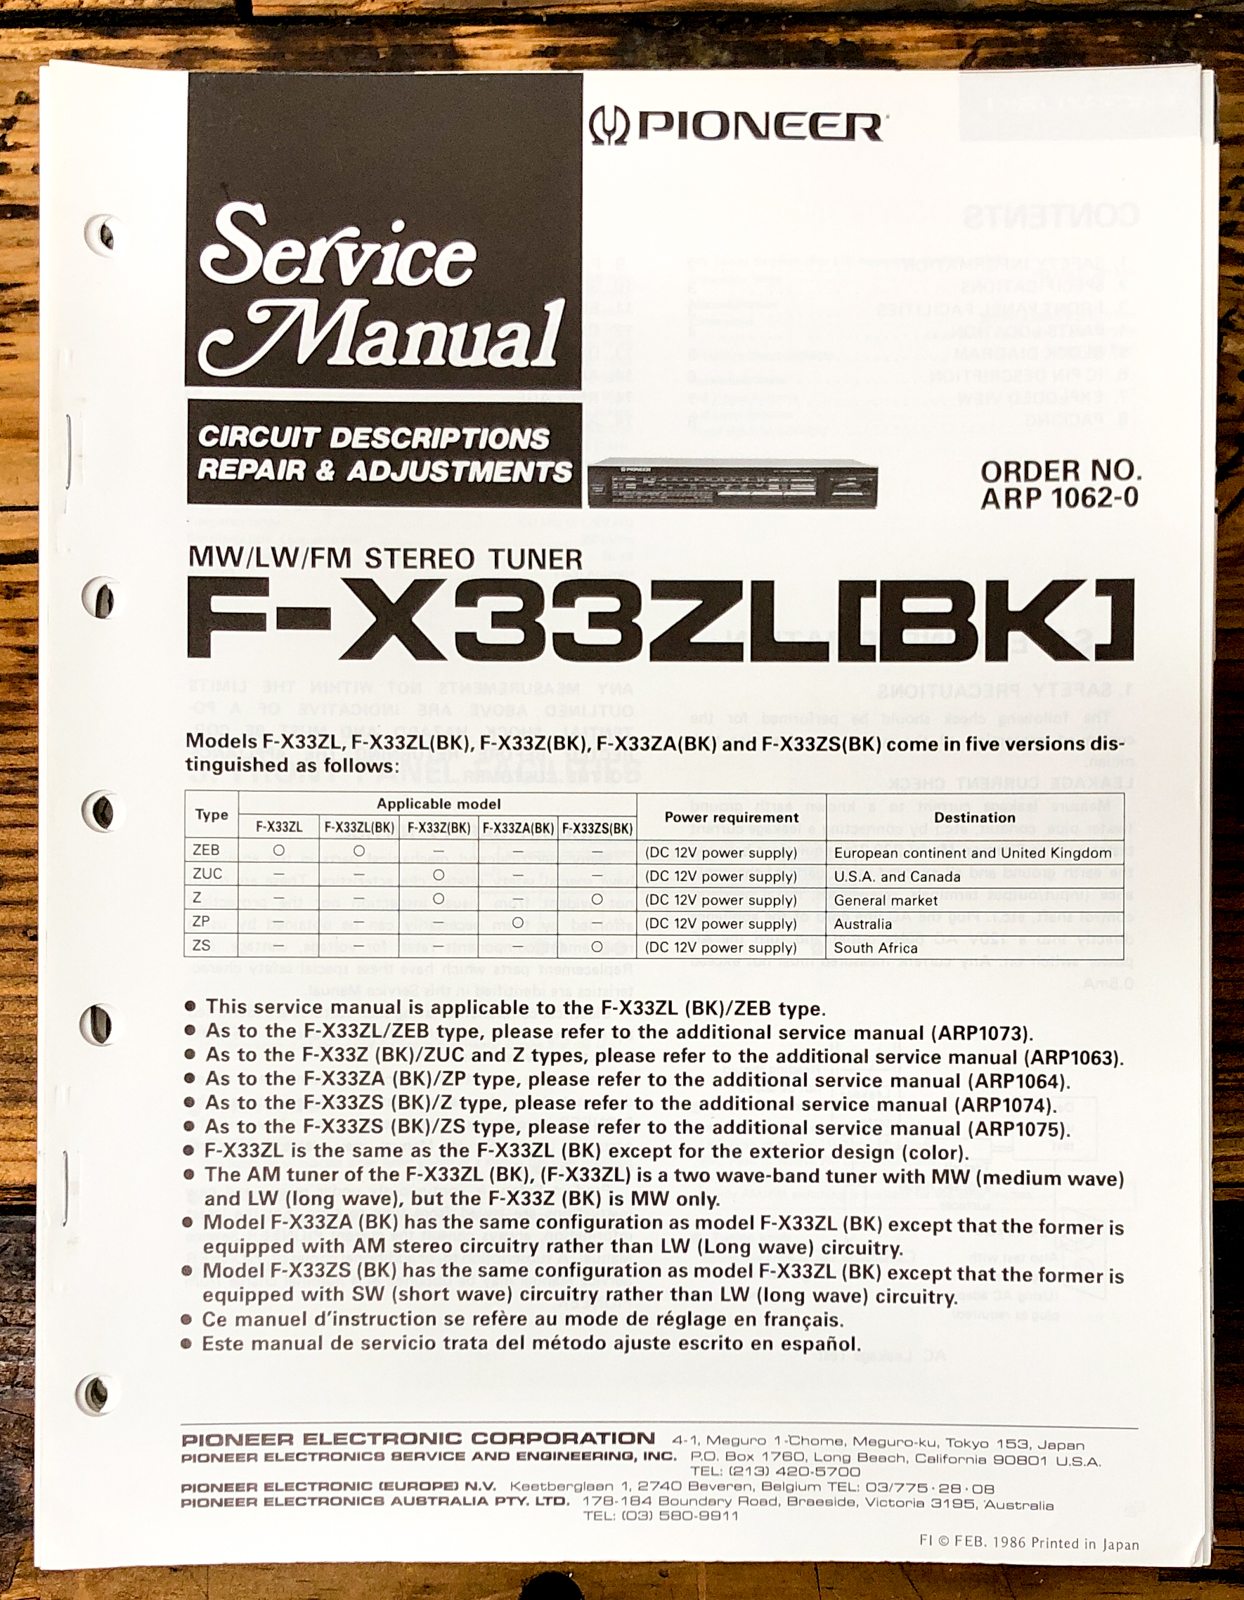 PIONEER
Service
Manual
CIRCUIT DESCRIPTIONS
REPAIR & ADJUSTMENTS
PIONEER
ORDER NO.
ARP 1062-0
MW/LW/FM STEREO TUNER
F-X33ZL[BK]
Models F-X33ZL, F-X33ZL(BK), F-X33Z(BK), F-X33ZA(BK) and F-X33ZS(BK) come in five versions dis-
tinguished as follows:
Type Applicable model Power requirement Destination
F-X33ZL F-X33ZL(BK) F-X33Z(BK) F-X33ZA(BK) F-X33ZS(BK)
ZEB ○ ○ — — — (DC 12V power supply) European continent and United Kingdom
ZUC — — ○ — — (DC 12V power supply) U.S.A. and Canada
Z — — ○ — ○ (DC 12V power supply) General market
ZP — — — ○ — (DC 12V power supply) Australia
ZS — — — — ○ (DC 12V power supply) South Africa
● This service manual is applicable to the F-X33ZL (BK)/ZEB type.
● As to the F-X33ZL/ZEB type, please refer to the additional service manual (ARP1073).
● As to the F-X33Z (BK)/ZUC and Z types, please refer to the additional service manual (ARP1063).
● As to the F-X33ZA (BK)/ZP type, please refer to the additional service manual (ARP1064).
● As to the F-X33ZS (BK)/Z type, please refer to the additional service manual (ARP1074).
● As to the F-X33ZS (BK)/ZS type, please refer to the additional service manual (ARP1075).
● F-X33ZL is the same as the F-X33ZL (BK) except for the exterior design (color).
● The AM tuner of the F-X33ZL (BK), (F-X33ZL) is a two wave-band tuner with MW (medium wave)
and LW (long wave), but the F-X33Z (BK) is MW only.
● Model F-X33ZA (BK) has the same configuration as model F-X33ZL (BK) except that the former is
equipped with AM stereo circuitry rather than LW (Long wave) circuitry.
● Model F-X33ZS (BK) has the same configuration as model F-X33ZL (BK) except that the former is
equipped with SW (short wave) circuitry rather than LW (long wave) circuitry.
● Ce manuel d'instruction se refère au mode de réglage en français.
● Este manual de servicio trata del método ajuste escrito en español.
PIONEER ELECTRONIC CORPORATION 4-1, Meguro 1-Chome, Meguro-ku, Tokyo 153, Japan
PIONEER ELECTRONICS SERVICE AND ENGINEERING, INC. P.O. Box 1760, Long Beach, California 90801 U.S.A.
TEL: (213) 420-5700
PIONEER ELECTRONIC (EUROPE) N.V. Keetberglaan 1, 2740 Beveren, Belgium TEL: 03/775·28·08
PIONEER ELECTRONICS AUSTRALIA PTY. LTD. 178-184 Boundary Road, Braeside, Victoria 3195, Australia
TEL: (03) 580-9911
FI © FEB. 1986 Printed in Japan